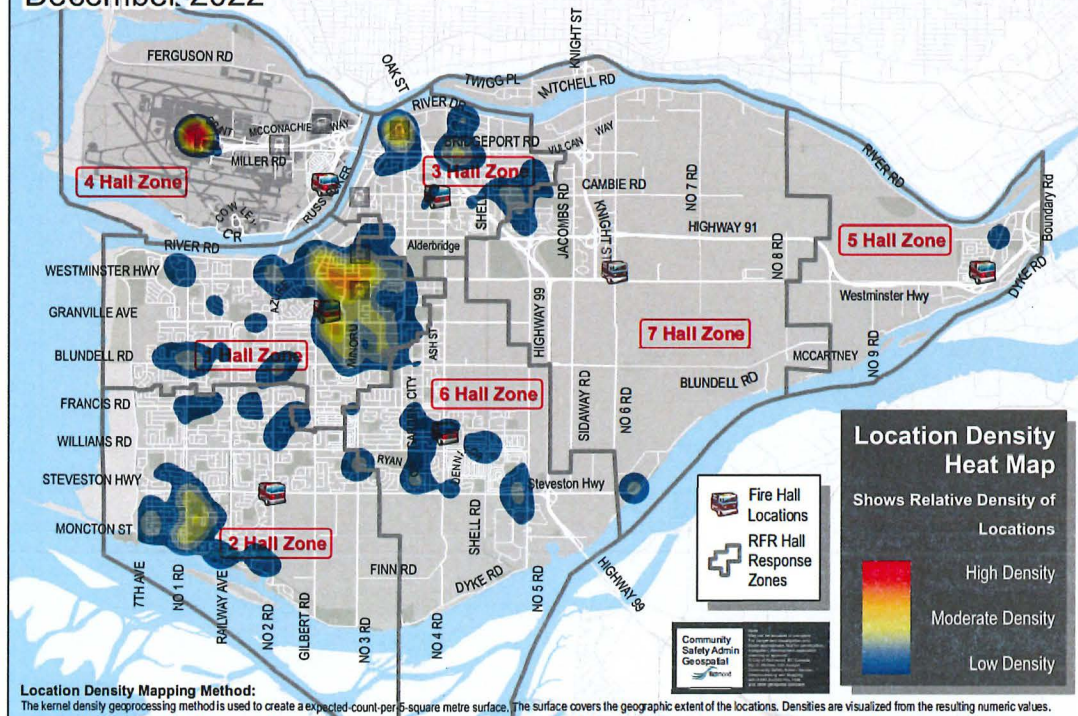 December 2022
FERGUSON RD
OAK ST
KNIGHT ST
TWIGG PL
MITCHELL RD
RIVER DR
GRANT
MCCONACHIE WAY
BRIDGEPORT RD
VULCAN WAY
MILLER RD
4 Hall Zone
3 Hall Zone
CAMBIE RD
NO 7 RD
RIVER RD
Boundary Rd
RUSS BAKER
SHELL
JACOMBS RD
KNIGHT ST
HIGHWAY 91
5 Hall Zone
COWLEY CR
RIVER RD
Alderbridge
NO 8 RD
DYKE RD
WESTMINSTER HWY
Westminster Hwy
GRANVILLE AVE
HIGHWAY 99
7 Hall Zone
MINORU
ASH ST
BLUNDELL RD
1 Hall Zone
MCCARTNEY
NO 9 RD
6 Hall Zone
BLUNDELL RD
FRANCIS RD
SIDAWAY RD
NO 6 RD
CITY
WILLIAMS RD
RYAN
STEVESTON HWY
Steveston Hwy
MONCTON ST
2 Hall Zone
SHELL RD
FINN RD
DYKE RD
HIGHWAY 99
7TH AVE
NO 1 RD
RAILWAY AVE
NO 2 RD
GILBERT RD
NO 3 RD
NO 4 RD
NO 5 RD
Fire Hall
Locations
RFR Hall
Response
Zones
Location Density
Heat Map
Shows Relative Density of
Locations
High Density
Moderate Density
Low Density
Community
Safety Admin
Geospatial
Richmond
Location Density Mapping Method:
The kernel density geoprocessing method is used to create a expected-count-per-5-square metre surface. The surface covers the geographic extent of the locations. Densities are visualized from the resulting numeric values.